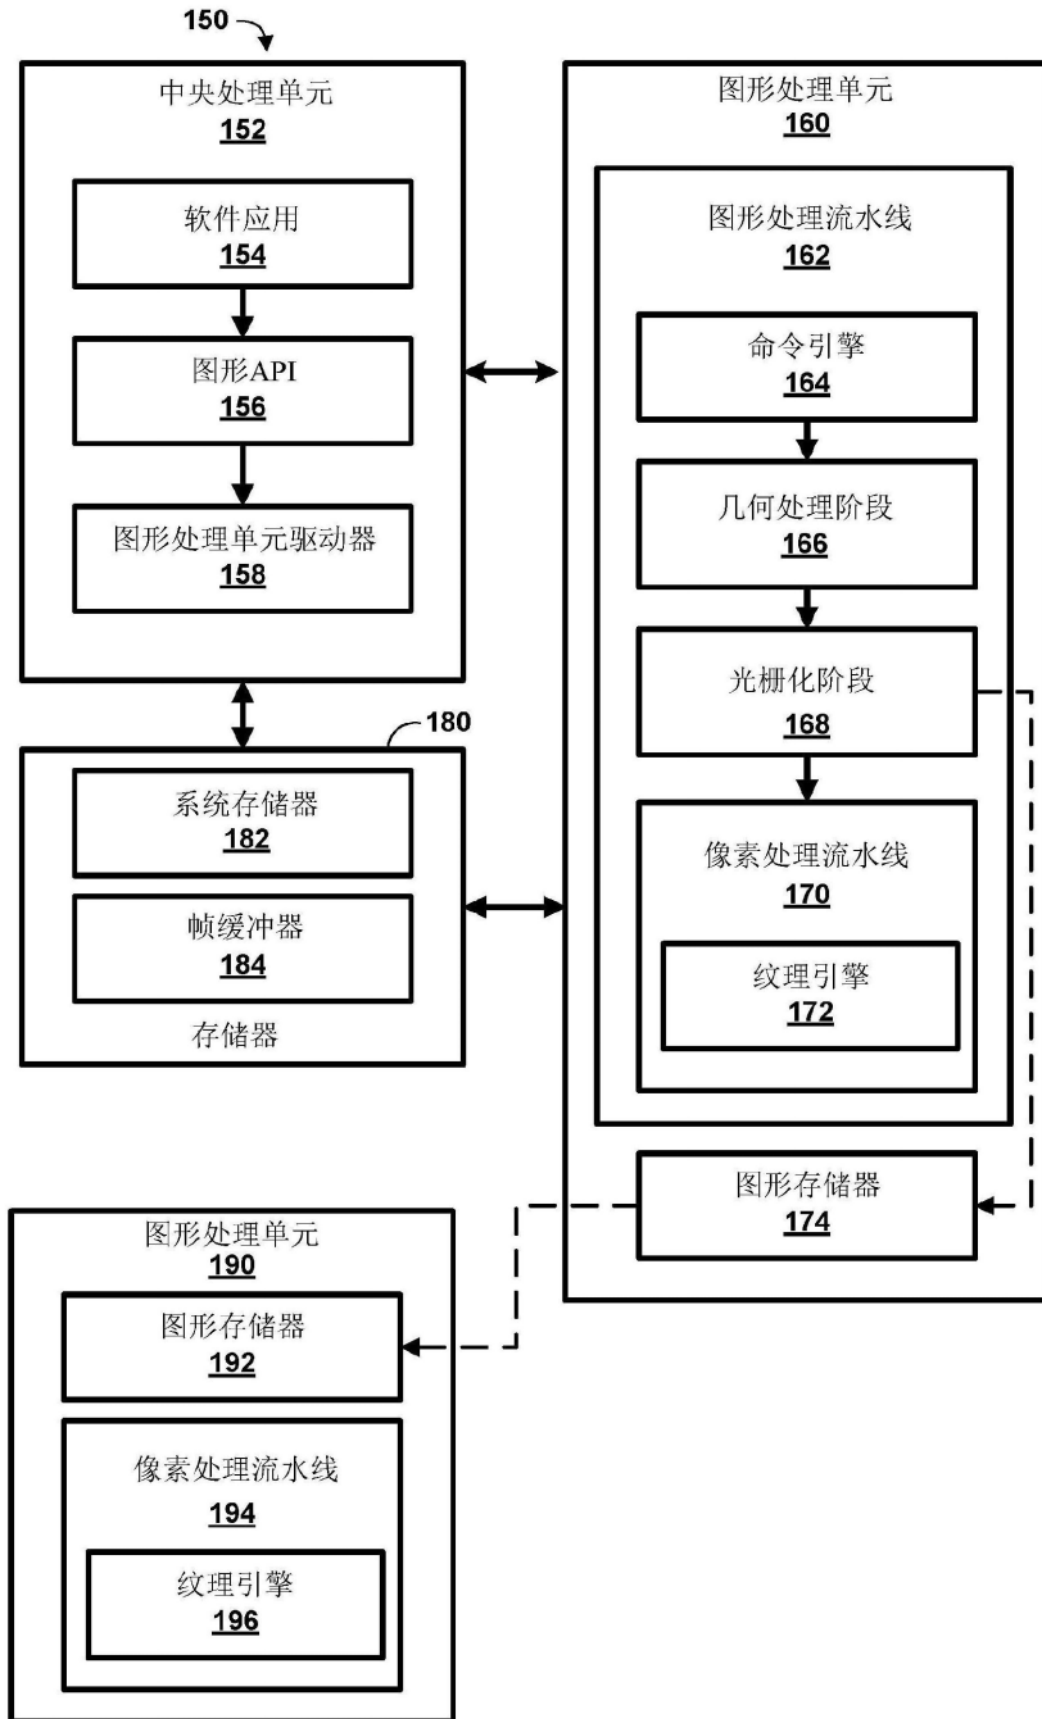 150
中央处理单元
152
软件应用
154
图形API
156
图形处理单元驱动器
158
180
系统存储器
182
帧缓冲器
184
存储器
图形处理单元
160
图形处理流水线
162
命令引擎
164
几何处理阶段
166
光栅化阶段
168
像素处理流水线
170
纹理引擎
172
图形存储器
174
图形处理单元
190
图形存储器
192
像素处理流水线
194
纹理引擎
196